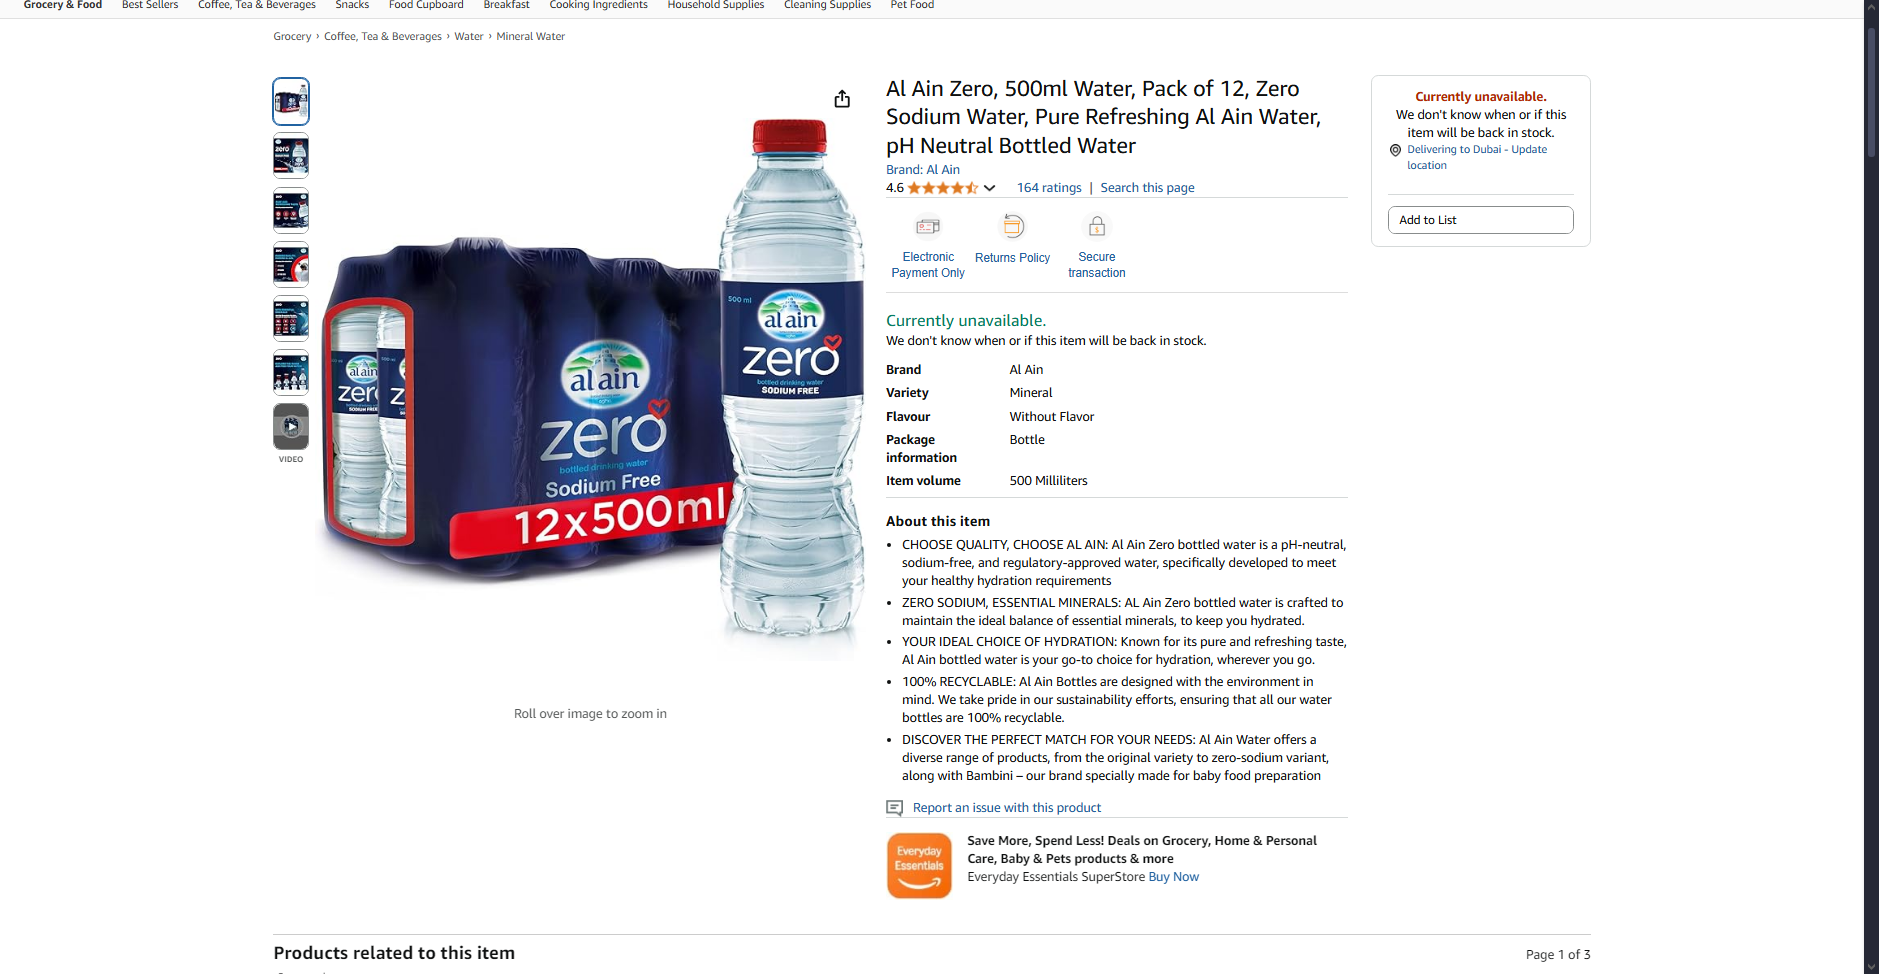 Grocery & Food Best Sellers Coffee, Tea & Beverages Snacks Food Cupboard Breakfast Cooking Ingredients Household Supplies Cleaning Supplies Pet Food
Grocery › Coffee, Tea & Beverages › Water › Mineral Water
VIDEO
500 ml
al ain
zero
bottled drinking water
SODIUM FREE
al ain
zero
bottled drinking water
Sodium Free
12x500ml
al ain
zero
SODIUM FREE
Roll over image to zoom in
Al Ain Zero, 500ml Water, Pack of 12, Zero
Sodium Water, Pure Refreshing Al Ain Water,
pH Neutral Bottled Water
Brand: Al Ain
4.6 164 ratings | Search this page
Electronic
Payment Only
Returns Policy
Secure
transaction
Currently unavailable.
We don't know when or if this item will be back in stock.
Brand Al Ain
Variety Mineral
Flavour Without Flavor
Package
information Bottle
Item volume 500 Milliliters
About this item
• CHOOSE QUALITY, CHOOSE AL AIN: Al Ain Zero bottled water is a pH-neutral,
sodium-free, and regulatory-approved water, specifically developed to meet
your healthy hydration requirements
• ZERO SODIUM, ESSENTIAL MINERALS: AL Ain Zero bottled water is crafted to
maintain the ideal balance of essential minerals, to keep you hydrated.
• YOUR IDEAL CHOICE OF HYDRATION: Known for its pure and refreshing taste,
Al Ain bottled water is your go-to choice for hydration, wherever you go.
• 100% RECYCLABLE: Al Ain Bottles are designed with the environment in
mind. We take pride in our sustainability efforts, ensuring that all our water
bottles are 100% recyclable.
• DISCOVER THE PERFECT MATCH FOR YOUR NEEDS: Al Ain Water offers a
diverse range of products, from the original variety to zero-sodium variant,
along with Bambini – our brand specially made for baby food preparation
Report an issue with this product
Everyday
Essentials
Save More, Spend Less! Deals on Grocery, Home & Personal
Care, Baby & Pets products & more
Everyday Essentials SuperStore Buy Now
Currently unavailable.
We don't know when or if this
item will be back in stock.
Delivering to Dubai - Update
location
Add to List
Products related to this item
Page 1 of 3